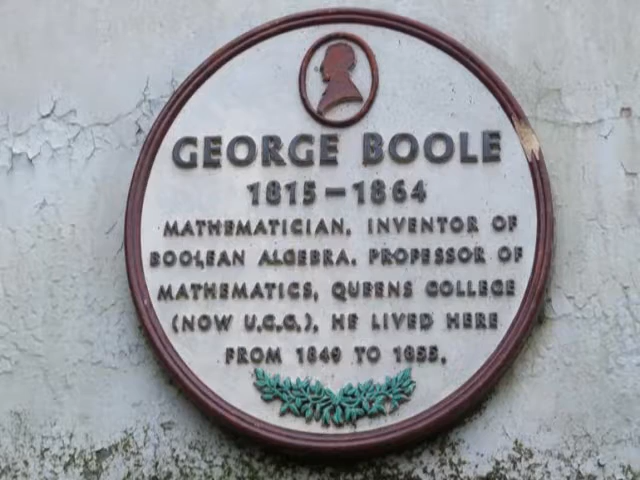 GEORGE BOOLE
1815–1864
MATHEMATICIAN, INVENTOR OF
BOOLEAN ALGEBRA. PROFESSOR OF
MATHEMATICS, QUEENS COLLEGE
(NOW U.C.C.), HE LIVED HERE
FROM 1849 TO 1855.